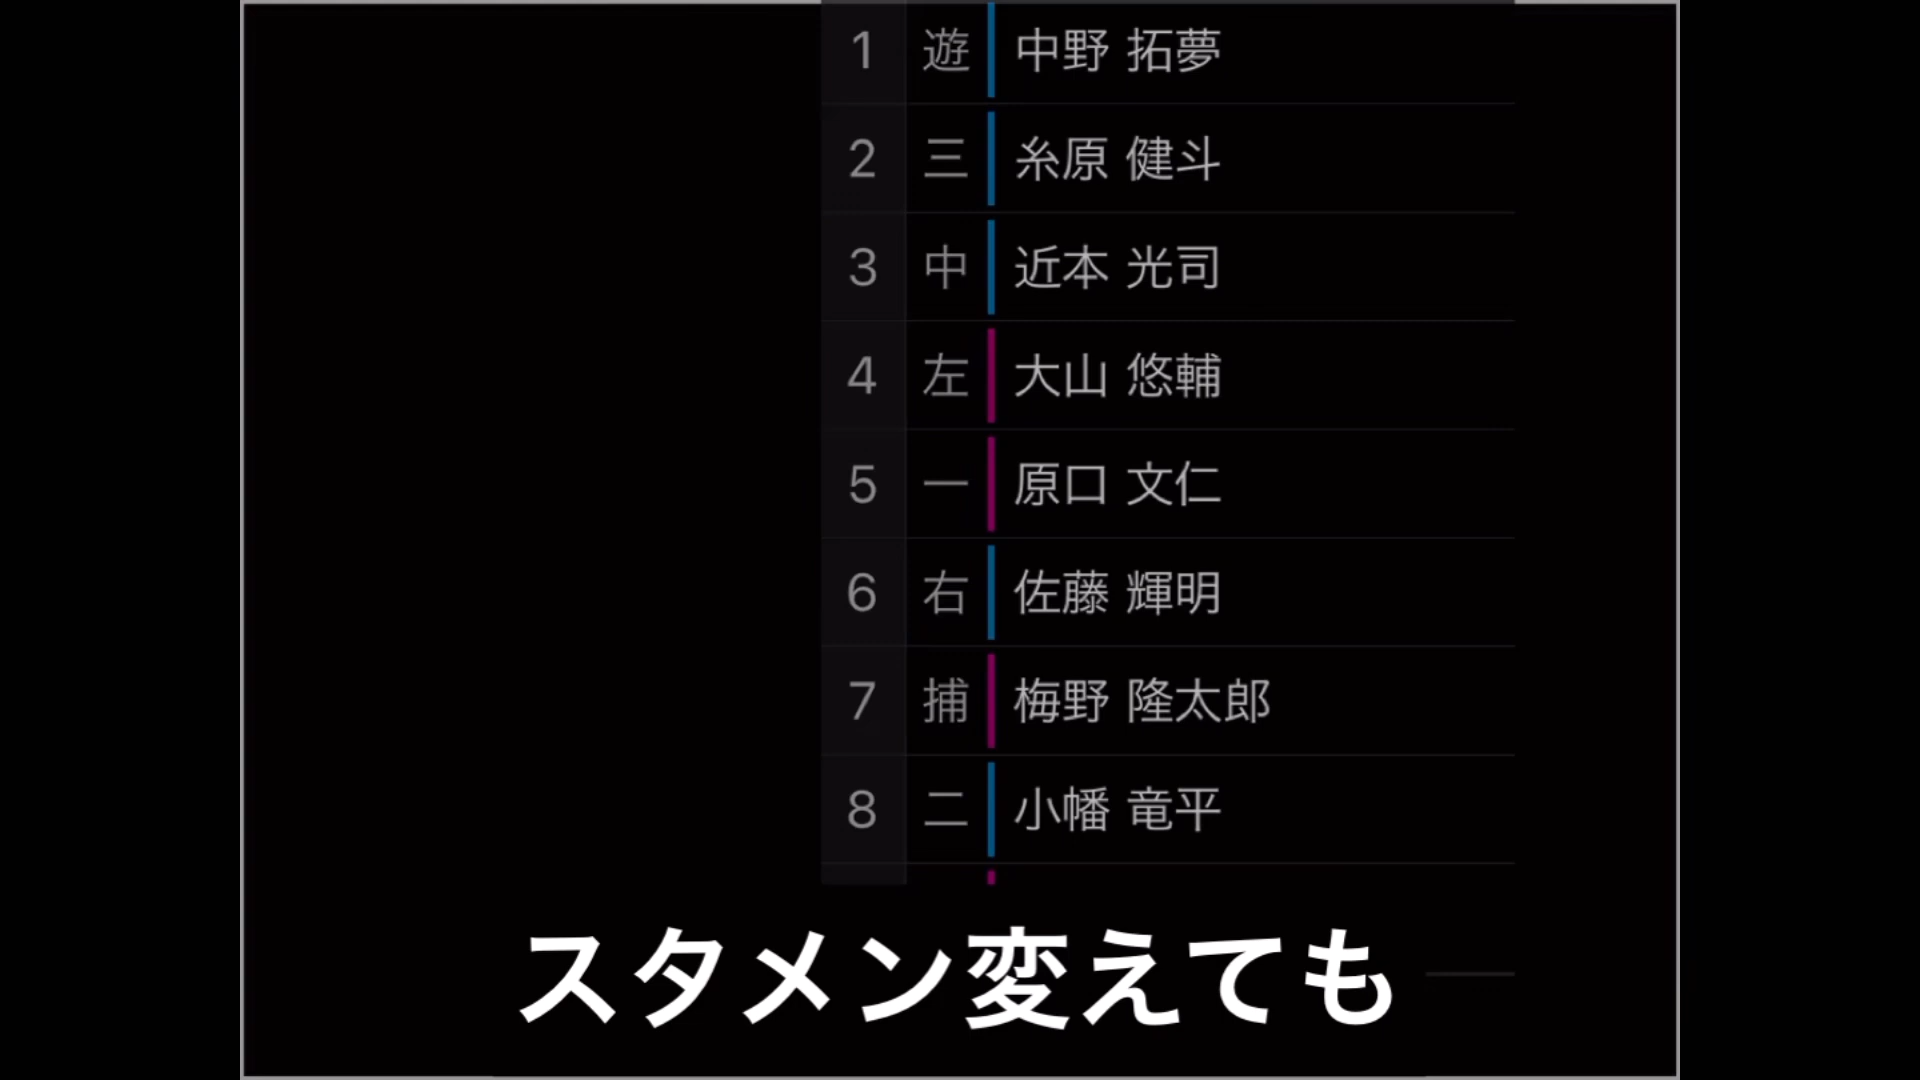 1 遊 中野 拓夢
2 三 糸原 健斗
3 中 近本 光司
4 左 大山 悠輔
5 一 原口 文仁
6 右 佐藤 輝明
7 捕 梅野 隆太郎
8 二 小幡 竜平
スタメン変えても